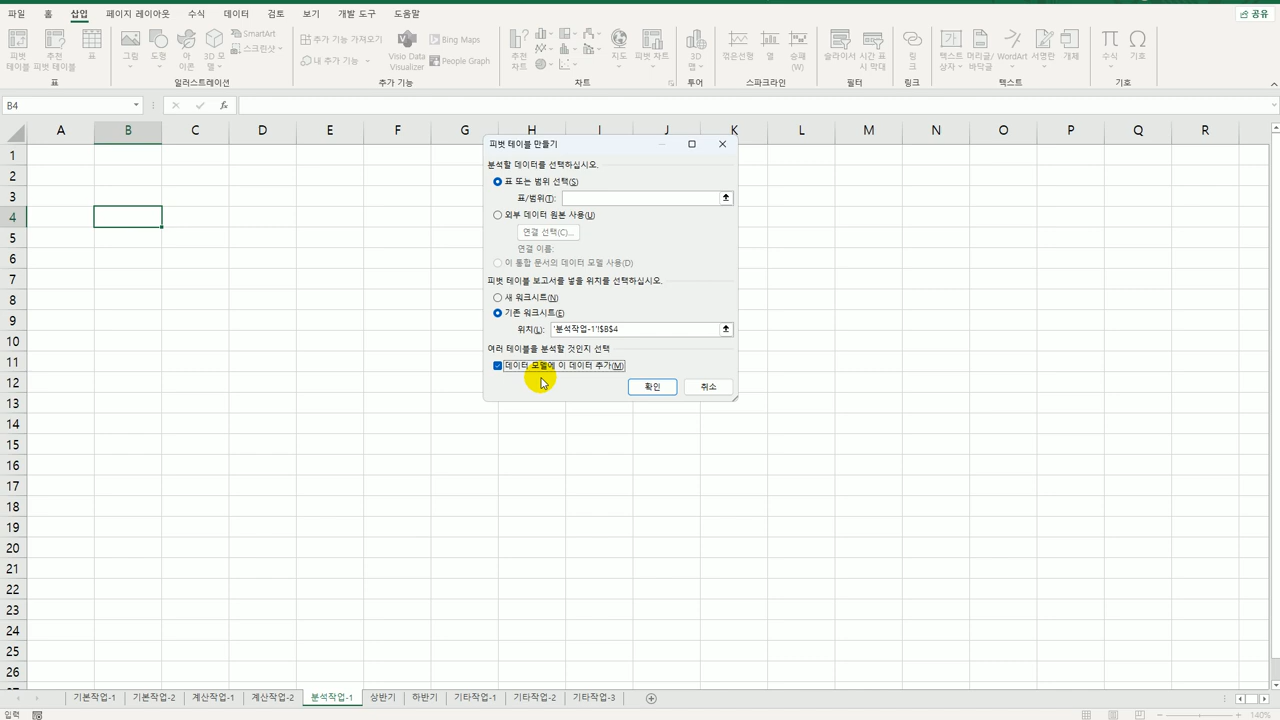 파일 홈 삽입 페이지 레이아웃 수식 데이터 검토 보기 개발 도구 도움말 공유
피벗 테이블 추천 피벗 테이블 표 그림 도형 아이콘 3D 모델 SmartArt 스크린샷 추가 기능 가져오기 내 추가 기능 Visio Data Visualizer Bing Maps People Graph 추천 차트 지도 피벗 차트 3D 맵 꺾은선형 열 승패 (W) 슬라이서 시간 표시 막대 링크 텍스트 상자 머리글/바닥글 WordArt 서명란 개체 수식 기호
표 일러스트레이션 추가 기능 차트 투어 스파크라인 필터 링크 텍스트 기호
B4 fx
A B C D E F G H I J K L M N O P Q R
1
2
3
4
5
6
7
8
9
10
11
12
13
14
15
16
17
18
19
20
21
22
23
24
25
26
피벗 테이블 만들기
분석할 데이터를 선택하십시오.
표 또는 범위 선택(S)
표/범위(T):
외부 데이터 원본 사용(U)
연결 선택(C)...
연결 이름:
이 통합 문서의 데이터 모델 사용(D)
피벗 테이블 보고서를 넣을 위치를 선택하십시오.
새 워크시트(N)
기존 워크시트(E)
위치(L): '분석작업-1'!$B$4
여러 테이블을 분석할 것인지 선택
데이터 모델에 이 데이터 추가(M)
확인 취소
기본작업-1 기본작업-2 계산작업-1 계산작업-2 분석작업-1 상반기 하반기 기타작업-1 기타작업-2 기타작업-3
입력 140%